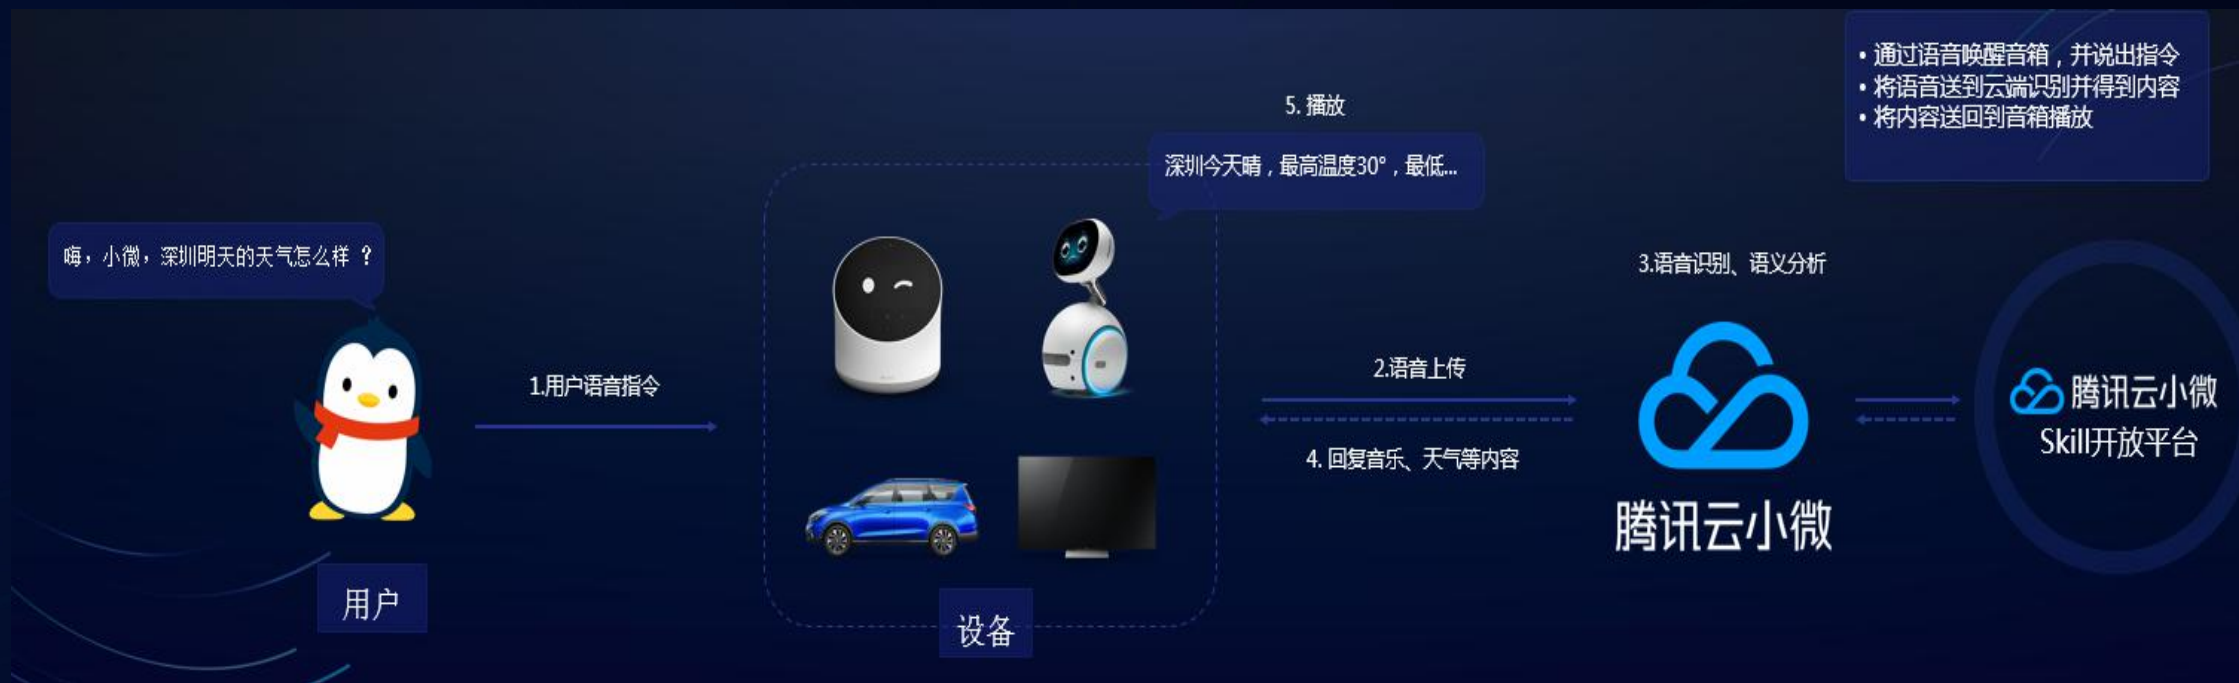 • 通过语音唤醒音箱，并说出指令
• 将语音送到云端识别并得到内容
• 将内容送回到音箱播放
5. 播放
深圳今天晴，最高温度30°，最低...
嗨，小微，深圳明天的天气怎么样 ？
3.语音识别、语义分析
1.用户语音指令
2.语音上传
4. 回复音乐、天气等内容
腾讯云小微
腾讯云小微
Skill开放平台
用户
设备